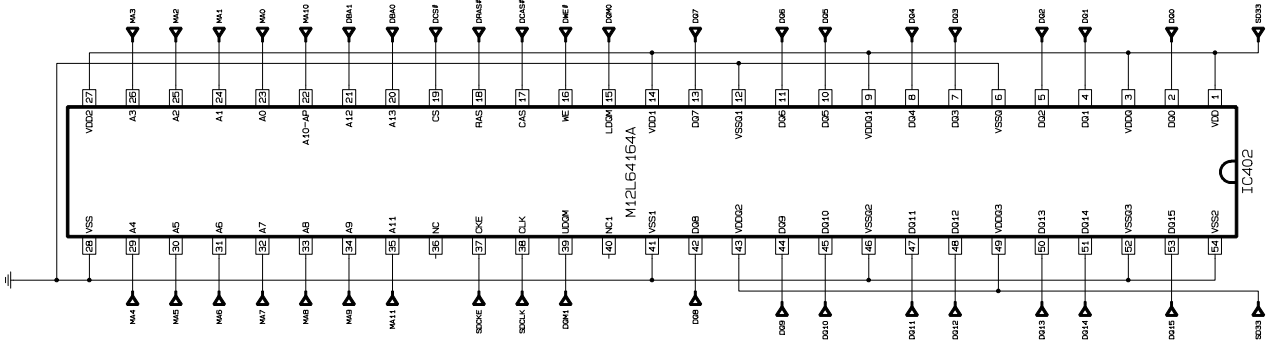 MA3 MA2 MA1 MA0 MA10 DBA1 DBA0 DCS# DRAS# DCAS# DWE# DQM0 DQ7 DQ6 DQ5 DQ4 DQ3 DQ2 DQ1 DQ0 SD33
27 26 25 24 23 22 21 20 19 18 17 16 15 14 13 12 11 10 9 8 7 6 5 4 3 2 1
VDD2 A3 A2 A1 A0 A10-AP A12 A13 CS RAS CAS WE LDQM VDD1 DQ7 VSSQ1 DQ6 DQ5 VDDQ1 DQ4 DQ3 VSSQ DQ2 DQ1 VDDQ DQ0 VDD
M12L64164A
IC402
VSS A4 A5 A6 A7 A8 A9 A11 NC CKE CLK UDQM NC1 VSS1 DQ8 VDDQ2 DQ9 DQ10 VSSQ2 DQ11 DQ12 VDDQ3 DQ13 DQ14 VSSQ3 DQ15 VSS2
28 29 30 31 32 33 34 35 36 37 38 39 40 41 42 43 44 45 46 47 48 49 50 51 52 53 54
MA4 MA5 MA6 MA7 MA8 MA9 MA11 SDCKE SDCLK DQM1 DQ8 DQ9 DQ10 DQ11 DQ12 DQ13 DQ14 DQ15 SD33